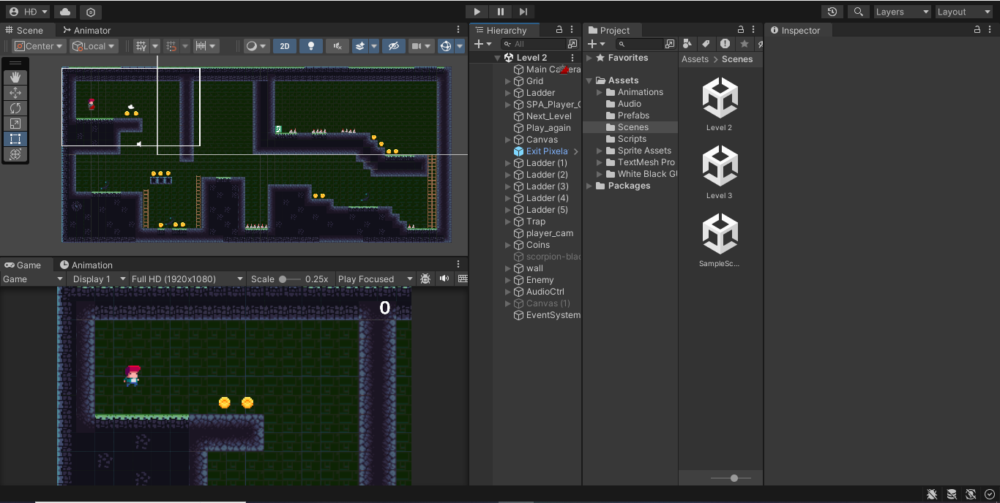 HD
Layers
Layout
Scene
Animator
Center
Local
2D
Game
Animation
Game
Display 1
Full HD (1920x1080)
Scale
0.25x
Play Focused
0
Hierarchy
All
Level 2
Main Camera
Grid
Ladder
SPA_Player_
Next_Level
Play_again
Canvas
Exit Pixela
Ladder (1)
Ladder (2)
Ladder (3)
Ladder (4)
Ladder (5)
Trap
player_cam
Coins
scorpion-bla
wall
Enemy
AudioCtrl
Canvas (1)
EventSystem
Project
Favorites
Assets
Animations
Audio
Prefabs
Scenes
Scripts
Sprite Assets
TextMesh Pro
White Black GU
Packages
Assets > Scenes
Level 2
Level 3
SampleSc...
Inspector